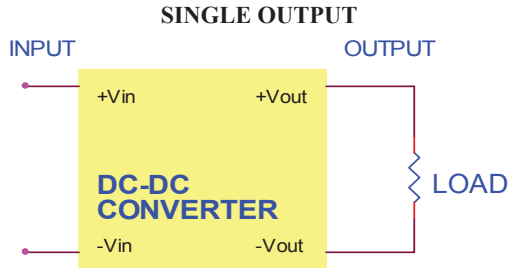 SINGLE OUTPUT
INPUT OUTPUT
+Vin +Vout
DC-DC
CONVERTER
LOAD
-Vin -Vout